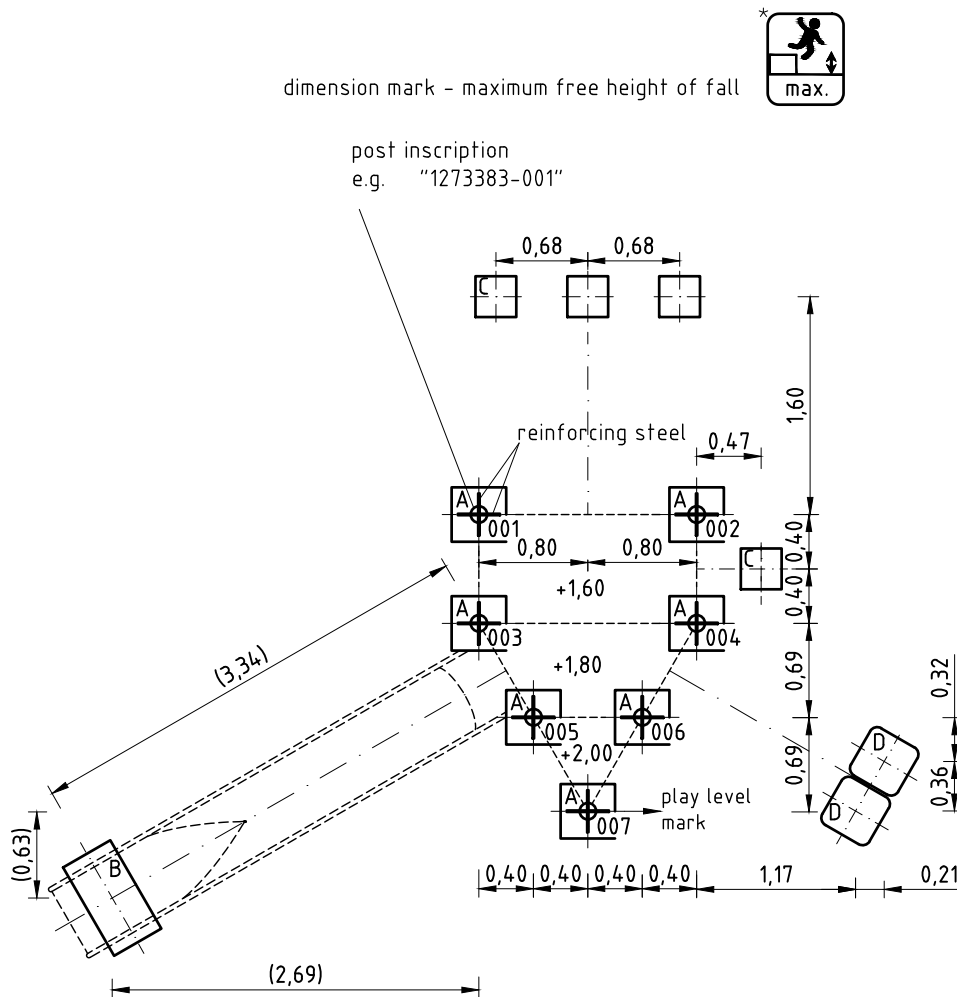 *
max.
dimension mark – maximum free height of fall
post inscription
e.g. "1273383-001"
0,68 0,68
C
1,60
reinforcing steel
0,47
A A
001 002
0,40
0,80 0,80
C
+1,60
0,40
A A
003 004
(3,34)
+1,80
0,69
0,32
A A
005 006
D
+2,00
0,69
0,36
A
play level
mark
007
D
(0,63)
B
0,40 0,40 0,40 0,40 1,17 0,21
(2,69)